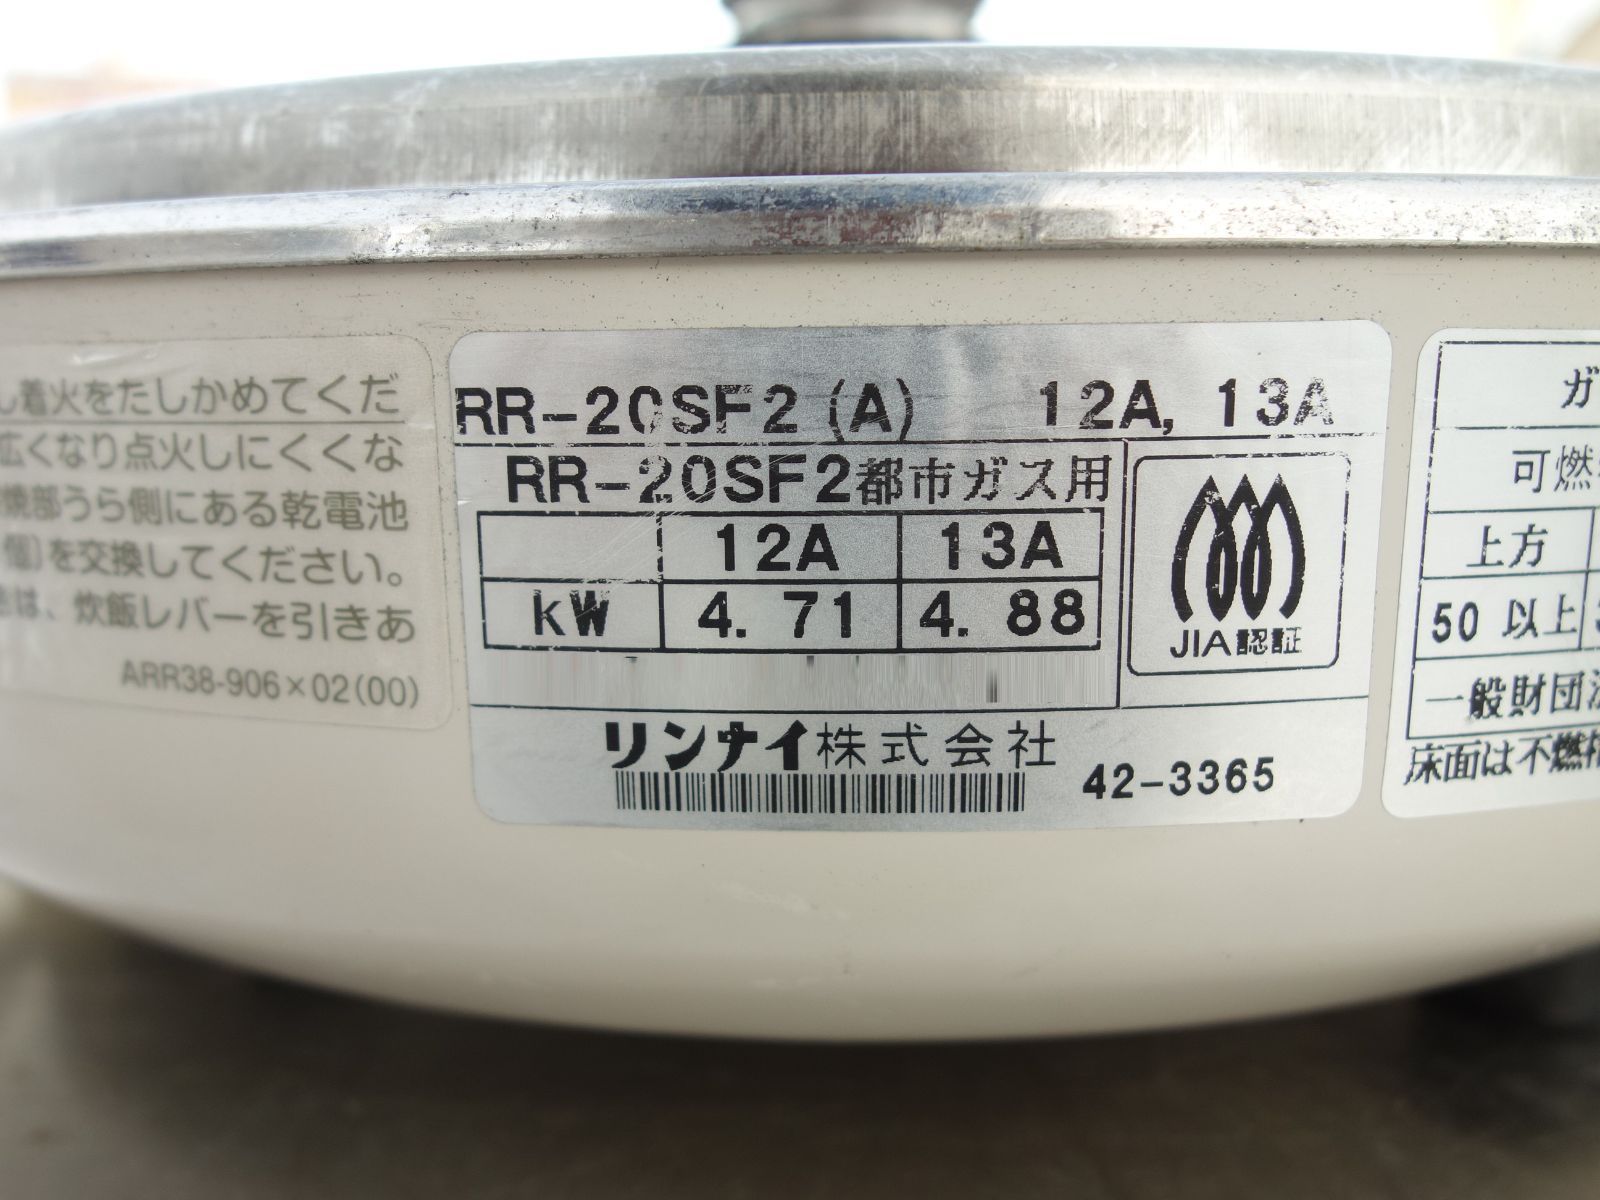 し着火をたしかめてくだ
広くなり点火しにくくな
焼部うら側にある乾電池
個)を交換してください。
は、炊飯レバーを引きあ
ARR38-906×02(00)
RR-20SF2(A) 12A, 13A
RR-20SF2都市ガス用
12A 13A
kW 4.71 4.88
JIA認証
リンナイ株式会社
42-3365
ガ
可燃
上方
50 以上
一般財団法
床面は不燃材